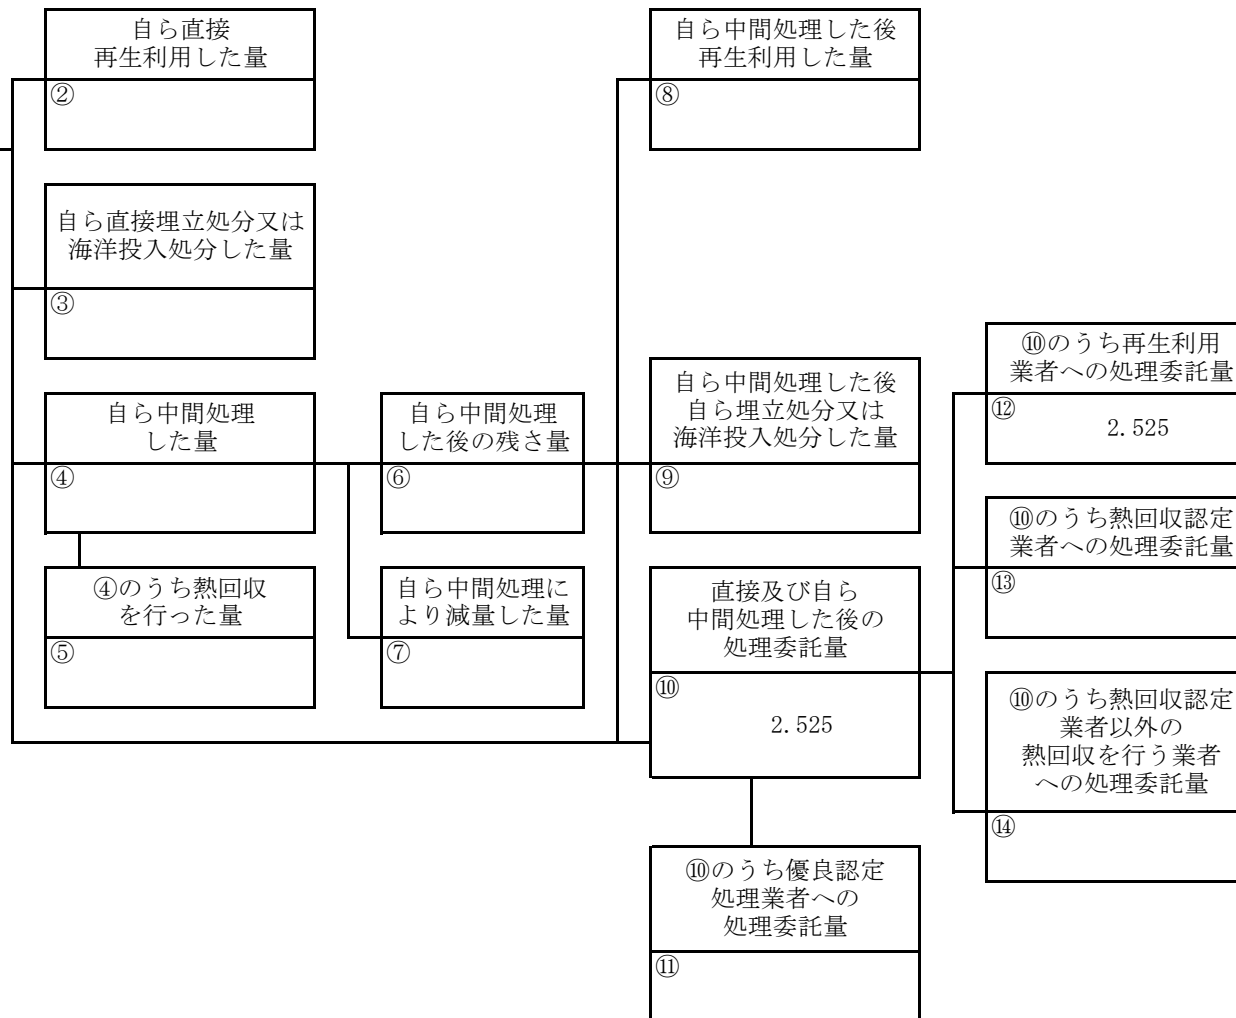 自ら直接
再生利用した量
②
自ら直接埋立処分又は
海洋投入処分した量
③
自ら中間処理
した量
④
④のうち熱回収
を行った量
⑤
自ら中間処理
した後の残さ量
⑥
自ら中間処理に
より減量した量
⑦
自ら中間処理した後
再生利用した量
⑧
自ら中間処理した後
自ら埋立処分又は
海洋投入処分した量
⑨
直接及び自ら
中間処理した後の
処理委託量
⑩
2.525
⑩のうち優良認定
処理業者への
処理委託量
⑪
⑩のうち再生利用
業者への処理委託量
⑫
2.525
⑩のうち熱回収認定
業者への処理委託量
⑬
⑩のうち熱回収認定
業者以外の
熱回収を行う業者
への処理委託量
⑭